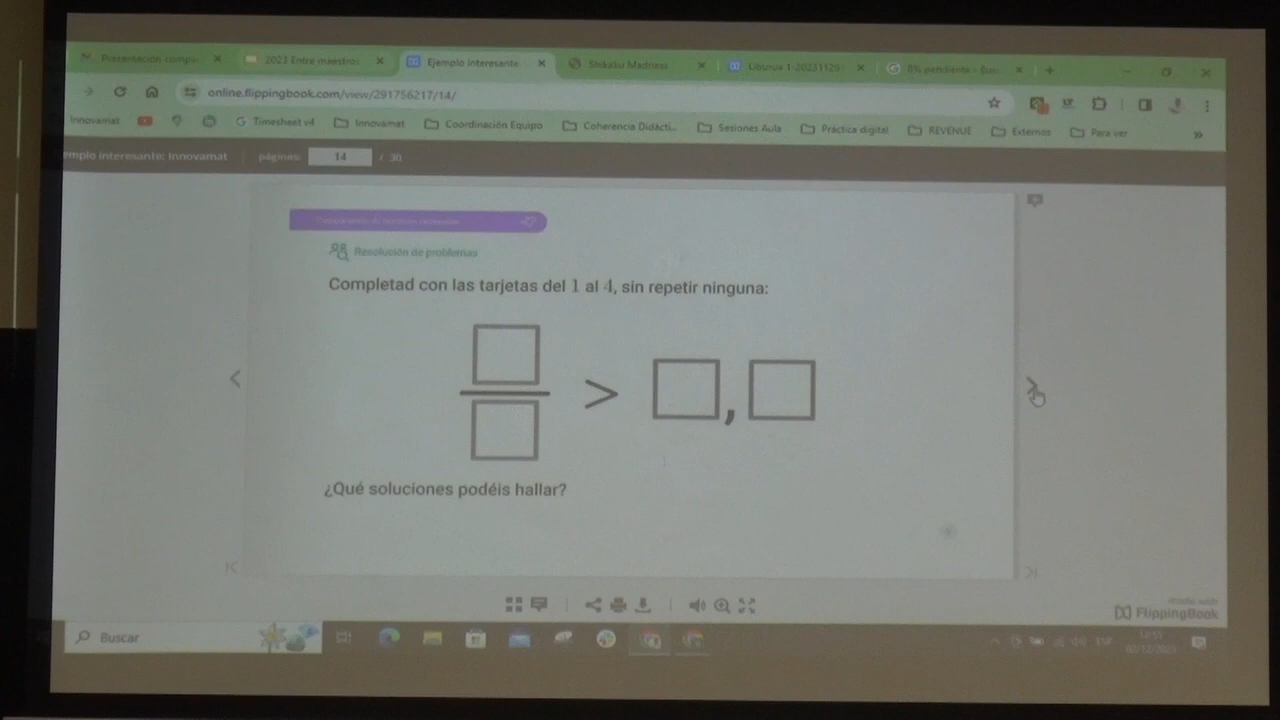 2023 Entre maestros
Ejemplo interesante
Shikaku Madness
online.flippingbook.com/view/291756217/14/
Innovamat
Timesheet v4
Innovamat
Coordinación Equipo
Coherencia Didácti...
Sesiones Aula
Práctica digital
REVENUE
Externos
Para ver
emplo interesante: Innovamat
páginas:
14
/ 30
Resolución de problemas
Completad con las tarjetas del 1 al 4, sin repetir ninguna:
> ,
¿Qué soluciones podéis hallar?
FlippingBook
Buscar